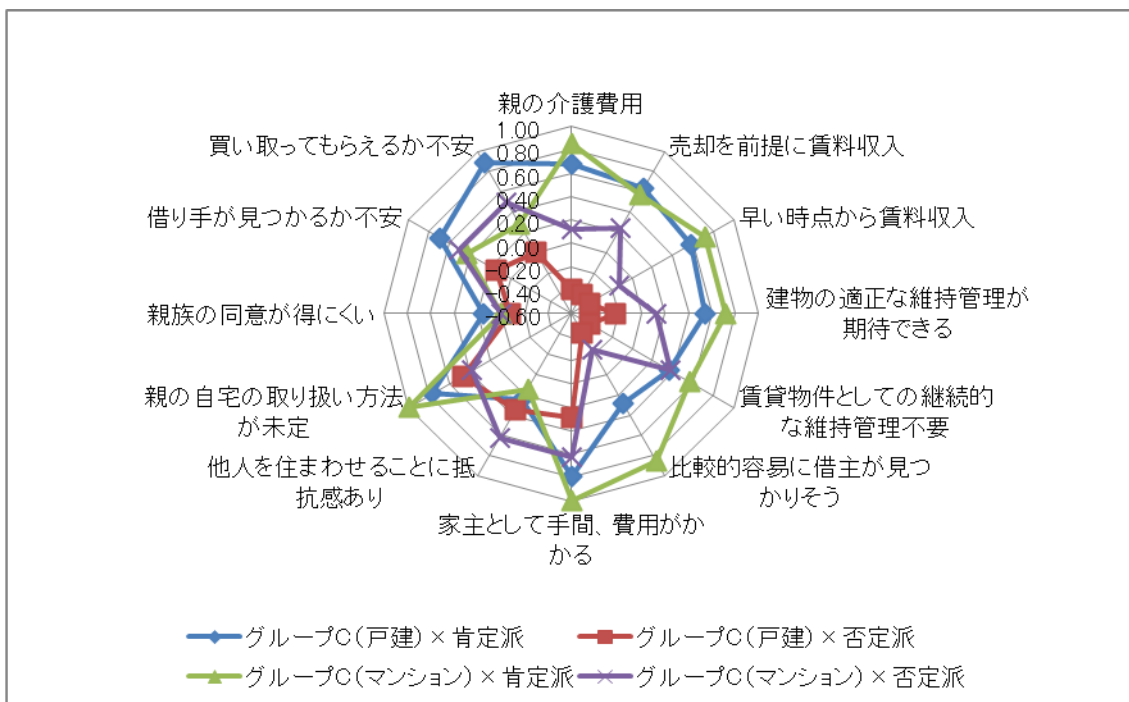 親の介護費用
売却を前提に賃料収入
早い時点から賃料収入
建物の適正な維持管理が
期待できる
賃貸物件としての継続的
な維持管理不要
比較的容易に借主が見つ
かりそう
家主として手間、費用がか
かる
他人を住まわせることに抵
抗感あり
親の自宅の取り扱い方法
が未定
親族の同意が得にくい
借り手が見つかるか不安
買い取ってもらえるか不安
1.00
0.80
0.60
0.40
0.20
0.00
-0.20
-0.40
-0.60
グループC(戸建)×肯定派
グループC(戸建)×否定派
グループC(マンション)×肯定派
グループC(マンション)×否定派